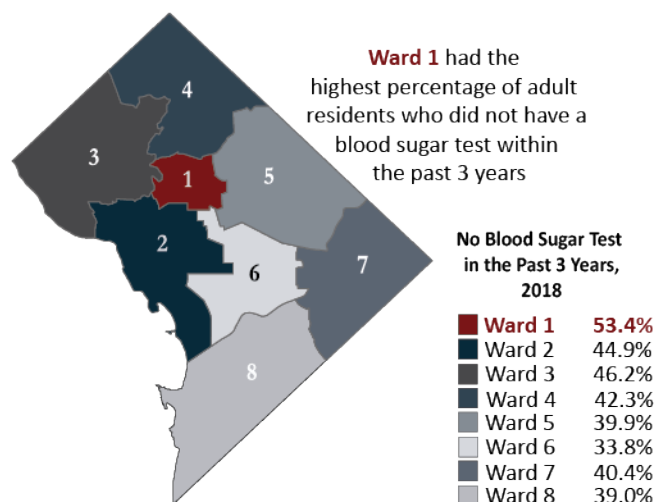 Ward 1 had the
highest percentage of adult
residents who did not have a
blood sugar test within
the past 3 years
4
3
1
5
2
6
7
8
No Blood Sugar Test
in the Past 3 Years,
2018
Ward 1 53.4%
Ward 2 44.9%
Ward 3 46.2%
Ward 4 42.3%
Ward 5 39.9%
Ward 6 33.8%
Ward 7 40.4%
Ward 8 39.0%